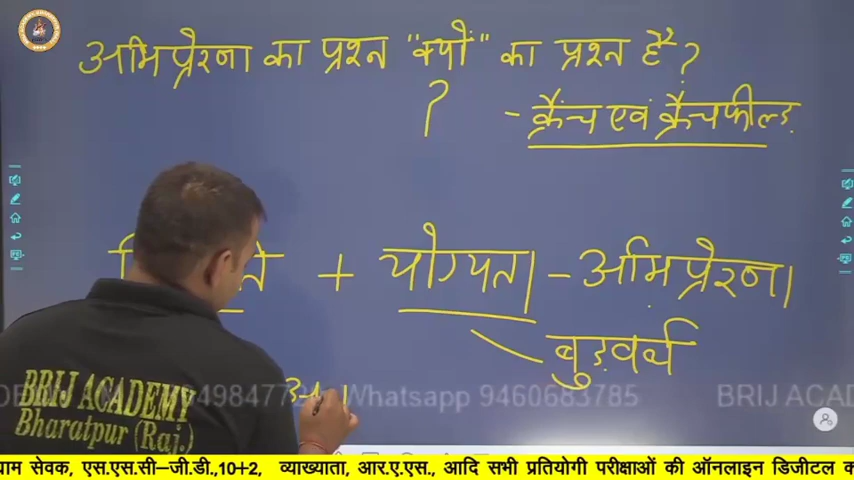 अभिप्रेरणा का प्रश्न "क्यों" का प्रश्न है?
?
- क्रैंच एवं क्रैचफील्ड
+ योग्यता - अभिप्रेरणा
बुडवर्थ
BRIJ ACADEMY
Bharatpur (Raj.)
Whatsapp 9460683785
BRIJ ACAD
ग्राम सेवक, एस.एस.सी–जी.डी.,10+2, व्याख्याता, आर.ए.एस., आदि सभी प्रतियोगी परीक्षाओं की ऑनलाइन डिजीटल